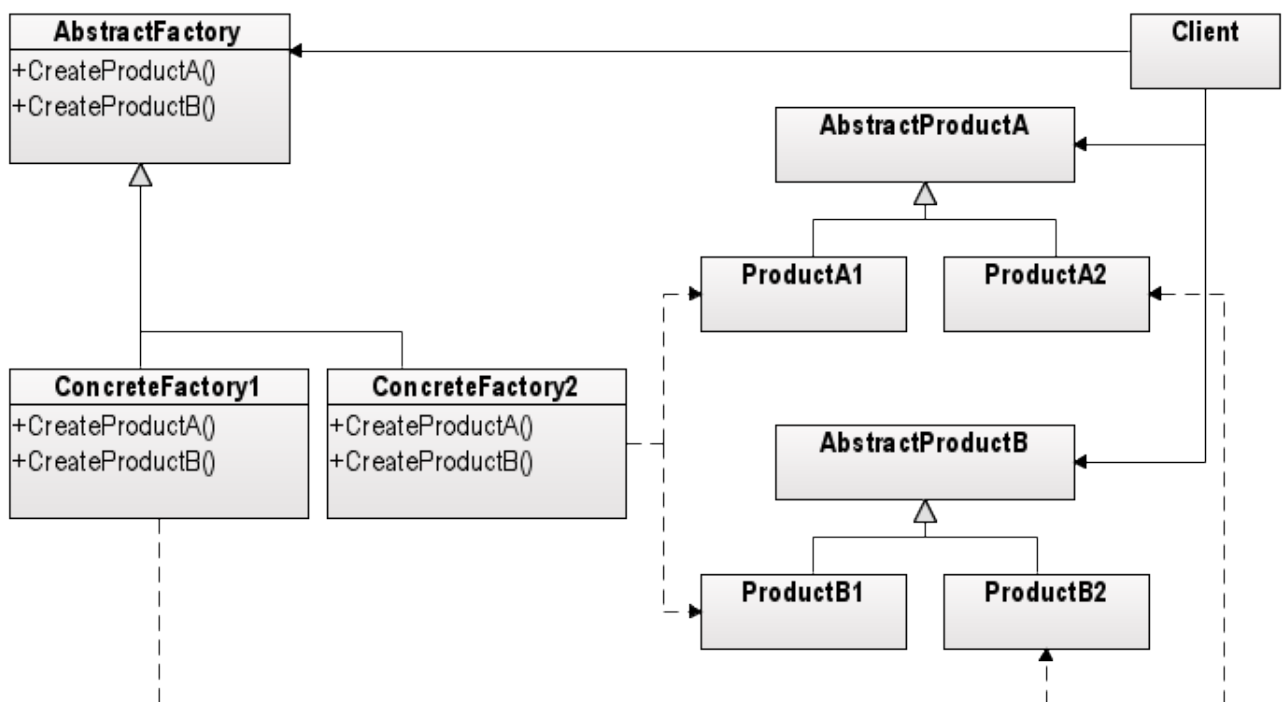 AbstractFactory
+CreateProductA()
+CreateProductB()
Client
AbstractProductA
ProductA1
ProductA2
ConcreteFactory1
+CreateProductA()
+CreateProductB()
ConcreteFactory2
+CreateProductA()
+CreateProductB()
AbstractProductB
ProductB1
ProductB2